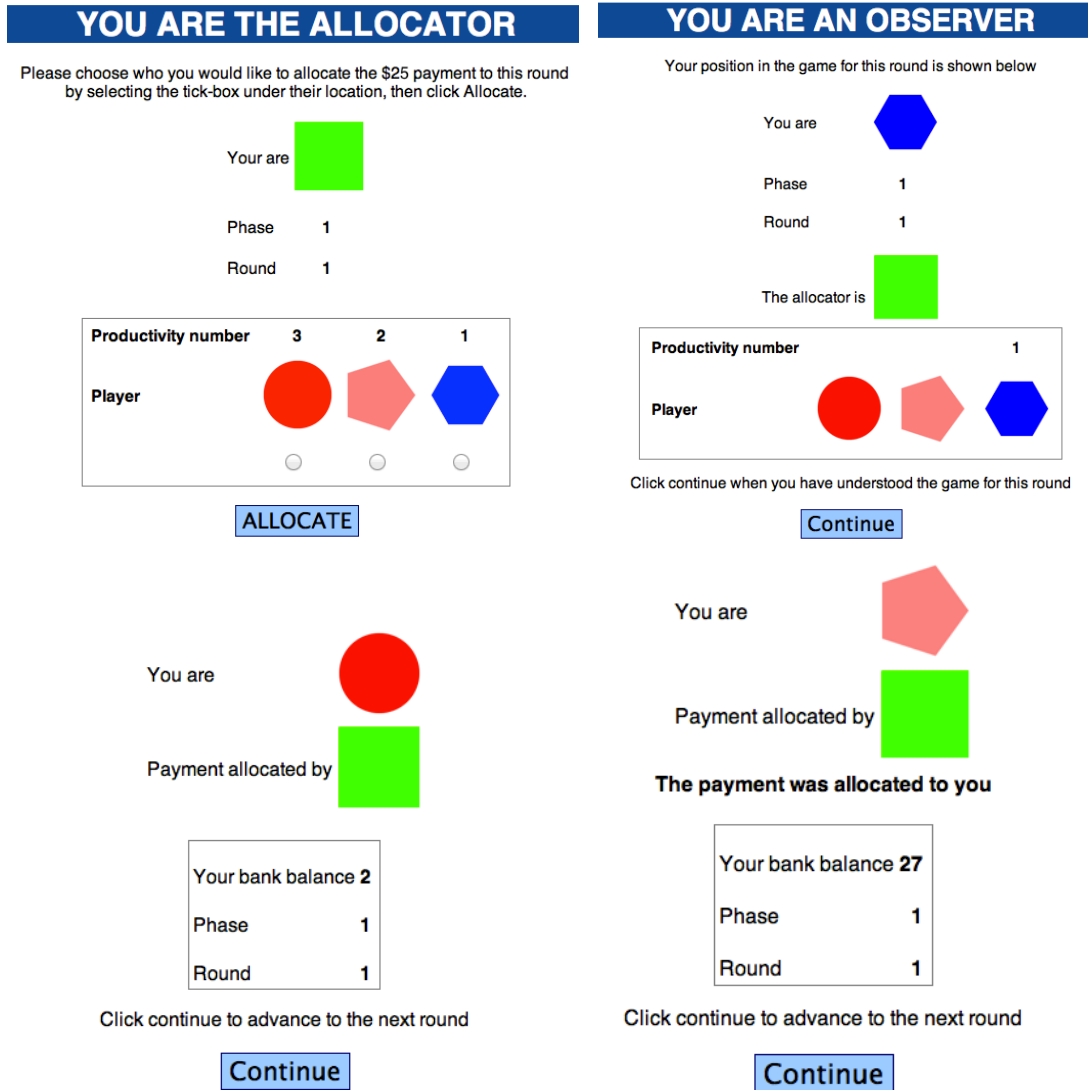 YOU ARE THE ALLOCATOR
Please choose who you would like to allocate the $25 payment to this round
by selecting the tick-box under their location, then click Allocate.
Your are
Phase 1
Round 1
Productivity number 3 2 1
Player
ALLOCATE
YOU ARE AN OBSERVER
Your position in the game for this round is shown below
You are
Phase 1
Round 1
The allocator is
Productivity number 1
Player
Click continue when you have understood the game for this round
Continue
You are
Payment allocated by
Your bank balance 2
Phase 1
Round 1
Click continue to advance to the next round
Continue
You are
Payment allocated by
The payment was allocated to you
Your bank balance 27
Phase 1
Round 1
Click continue to advance to the next round
Continue